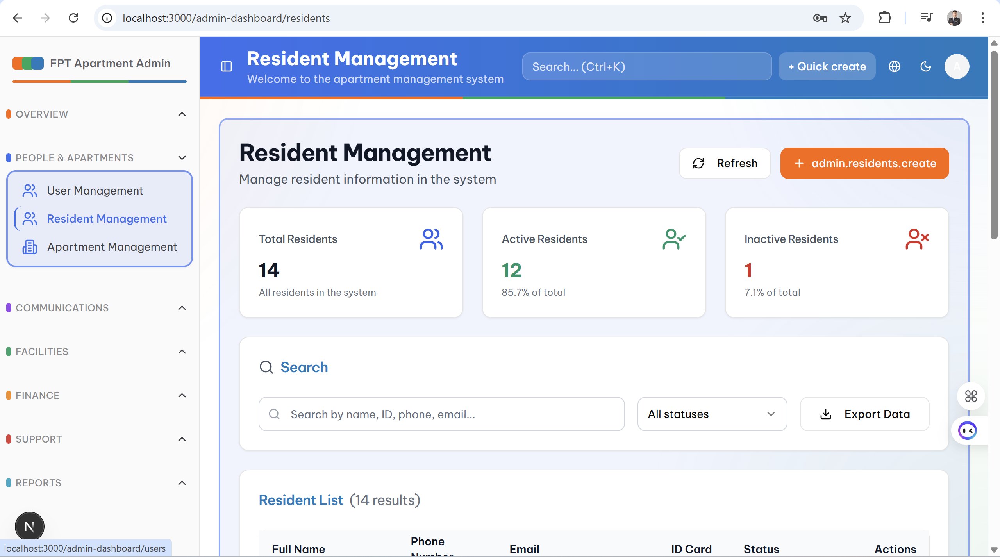 localhost:3000/admin-dashboard/residents
FPT Apartment Admin
OVERVIEW
PEOPLE & APARTMENTS
User Management
Resident Management
Apartment Management
COMMUNICATIONS
FACILITIES
FINANCE
SUPPORT
REPORTS
N
localhost:3000/admin-dashboard/users
Resident Management
Welcome to the apartment management system
Search... (Ctrl+K)
+ Quick create
A
Resident Management
Manage resident information in the system
Refresh
+ admin.residents.create
Total Residents
14
All residents in the system
Active Residents
12
85.7% of total
Inactive Residents
1
7.1% of total
Search
Search by name, ID, phone, email...
All statuses
Export Data
Resident List (14 results)
Full Name
Phone
Number
Email
ID Card
Status
Actions